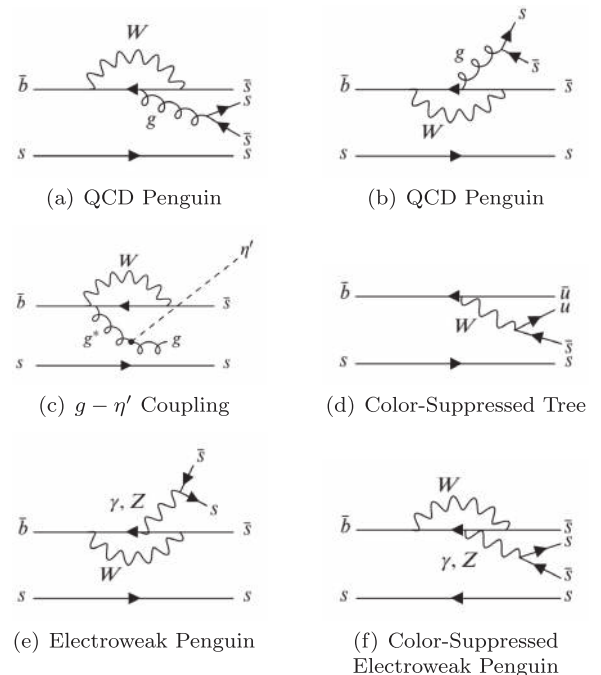 W
b̄ s̄
s
g
s̄
s s
(a) QCD Penguin
s
g
s̄
b̄ s̄
W
s s
(b) QCD Penguin
η′
W
b̄ s̄
g* g
s s
(c) g − η′ Coupling
b̄ ū
u
W
s̄
s s
(d) Color-Suppressed Tree
s̄
γ, Z s
b̄ s̄
W
s s
(e) Electroweak Penguin
W
b̄ s̄
s
γ, Z
s̄
s s
(f) Color-Suppressed
Electroweak Penguin